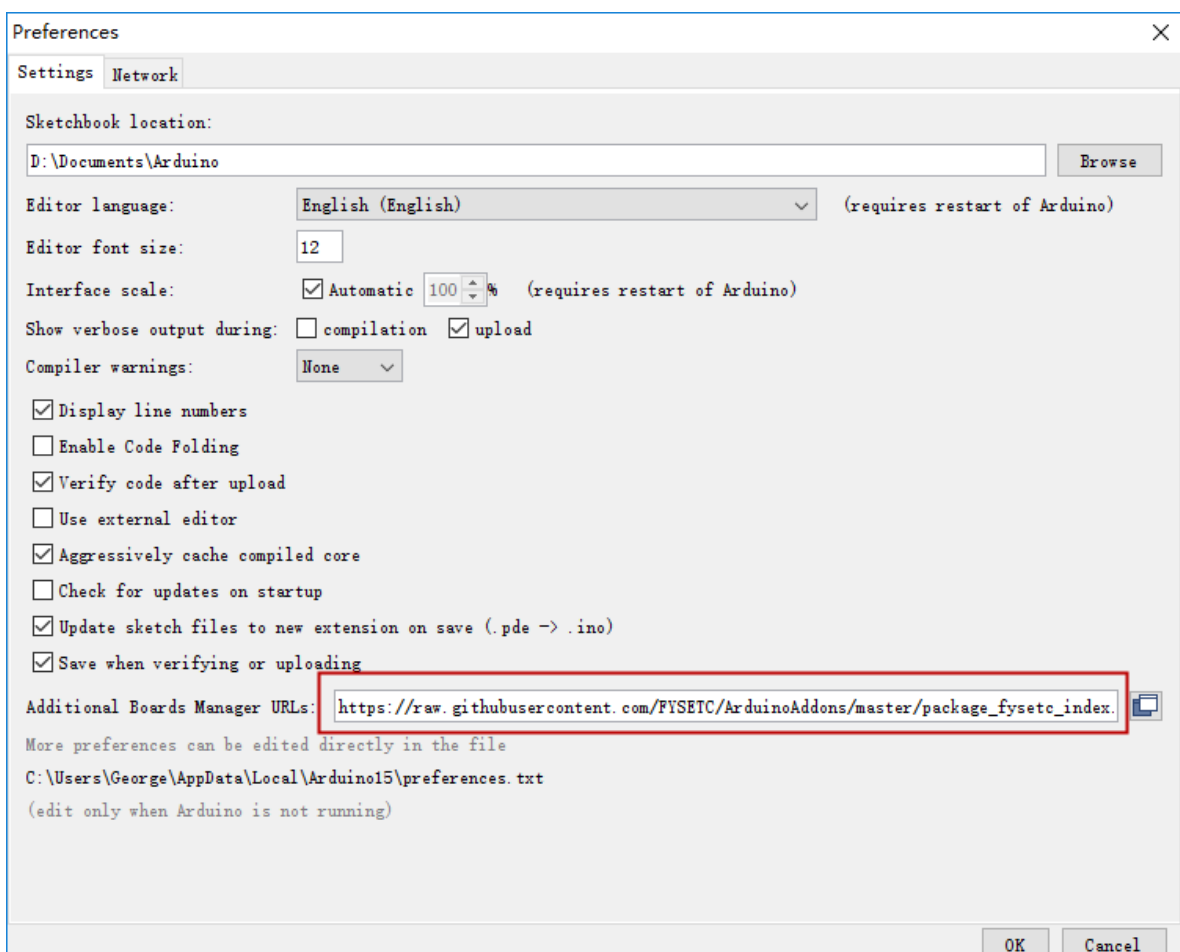 Preferences
Settings Network
Sketchbook location:
D:\Documents\Arduino Browse
Editor language: English (English) (requires restart of Arduino)
Editor font size: 12
Interface scale: Automatic 100 % (requires restart of Arduino)
Show verbose output during: compilation upload
Compiler warnings: None
Display line numbers
Enable Code Folding
Verify code after upload
Use external editor
Aggressively cache compiled core
Check for updates on startup
Update sketch files to new extension on save (.pde -> .ino)
Save when verifying or uploading
Additional Boards Manager URLs: https://raw.githubusercontent.com/FYSETC/ArduinoAddons/master/package_fysetc_index.
More preferences can be edited directly in the file
C:\Users\George\AppData\Local\Arduino15\preferences.txt
(edit only when Arduino is not running)
OK Cancel